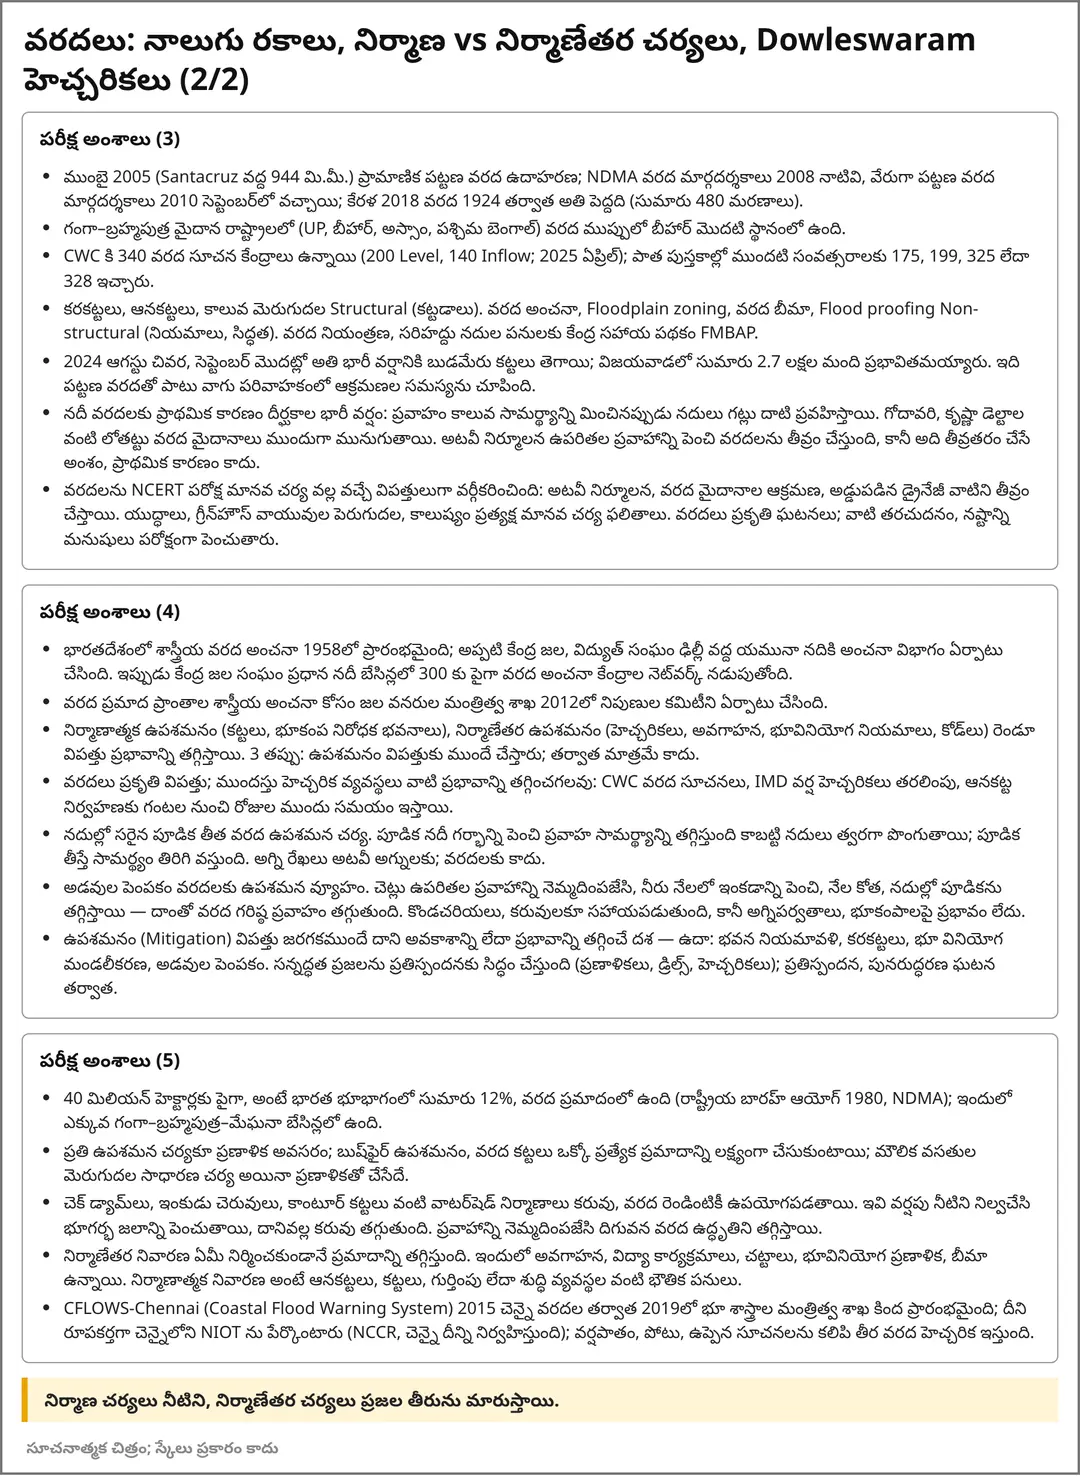 వరదలు: నాలుగు రకాలు, నిర్మాణ vs నిర్మాణేతర చర్యలు, Dowleswaram
హెచ్చరికలు (2/2)
పరీక్ష అంశాలు (3)
• ముంబై 2005 (Santacruz వద్ద 944 మి.మీ.) ప్రామాణిక పట్టణ వరద ఉదాహరణ; NDMA వరద మార్గదర్శకాలు 2008 నాటివి, వేరుగా పట్టణ వరద
మార్గదర్శకాలు 2010 సెప్టెంబర్‌లో వచ్చాయి; కేరళ 2018 వరద 1924 తర్వాత అతి పెద్దది (సుమారు 480 మరణాలు).
• గంగా–బ్రహ్మపుత్ర మైదాన రాష్ట్రాలలో (UP, బీహార్, అస్సాం, పశ్చిమ బెంగాల్) వరద ముప్పులో బీహార్ మొదటి స్థానంలో ఉంది.
• CWC కి 340 వరద సూచన కేంద్రాలు ఉన్నాయి (200 Level, 140 Inflow; 2025 ఏప్రిల్); పాత పుస్తకాల్లో ముందటి సంవత్సరాలకు 175, 199, 325 లేదా
328 ఇచ్చారు.
• కరకట్టలు, ఆనకట్టలు, కాలువ మెరుగుదల Structural (కట్టడాలు). వరద అంచనా, Floodplain zoning, వరద బీమా, Flood proofing Non-
structural (నియమాలు, సిద్ధత). వరద నియంత్రణ, సరిహద్దు నదుల పనులకు కేంద్ర సహాయ పథకం FMBAP.
• 2024 ఆగస్టు చివర, సెప్టెంబర్ మొదట్లో అతి భారీ వర్షానికి బుడమేరు కట్టలు తెగాయి; విజయవాడలో సుమారు 2.7 లక్షల మంది ప్రభావితమయ్యారు. ఇది
పట్టణ వరదతో పాటు వాగు పరివాహకంలో ఆక్రమణల సమస్యను చూపింది.
• నదీ వరదలకు ప్రాథమిక కారణం దీర్ఘకాల భారీ వర్షం: ప్రవాహం కాలువ సామర్థ్యాన్ని మించినప్పుడు నదులు గట్లు దాటి ప్రవహిస్తాయి. గోదావరి, కృష్ణా డెల్టాల
వంటి లోతట్టు వరద మైదానాలు ముందుగా మునుగుతాయి. అటవీ నిర్మూలన ఉపరితల ప్రవాహాన్ని పెంచి వరదలను తీవ్రం చేస్తుంది, కానీ అది తీవ్రతరం చేసే
అంశం, ప్రాథమిక కారణం కాదు.
• వరదలను NCERT పరోక్ష మానవ చర్య వల్ల వచ్చే విపత్తులుగా వర్గీకరించింది: అటవీ నిర్మూలన, వరద మైదానాల ఆక్రమణ, అడ్డుపడిన డ్రైనేజీ వాటిని తీవ్రం
చేస్తాయి. యుద్ధాలు, గ్రీన్‌హౌస్ వాయువుల పెరుగుదల, కాలుష్యం ప్రత్యక్ష మానవ చర్య ఫలితాలు. వరదలు ప్రకృతి ఘటనలు; వాటి తరచుదనం, నష్టాన్ని
మనుషులు పరోక్షంగా పెంచుతారు.
పరీక్ష అంశాలు (4)
• భారతదేశంలో శాస్త్రీయ వరద అంచనా 1958లో ప్రారంభమైంది; అప్పటి కేంద్ర జల, విద్యుత్ సంఘం ఢిల్లీ వద్ద యమునా నదికి అంచనా విభాగం ఏర్పాటు
చేసింది. ఇప్పుడు కేంద్ర జల సంఘం ప్రధాన నదీ బేసిన్లలో 300 కు పైగా వరద అంచనా కేంద్రాల నెట్‌వర్క్ నడుపుతోంది.
• వరద ప్రమాద ప్రాంతాల శాస్త్రీయ అంచనా కోసం జల వనరుల మంత్రిత్వ శాఖ 2012లో నిపుణుల కమిటీని ఏర్పాటు చేసింది.
• నిర్మాణాత్మక ఉపశమనం (కట్టలు, భూకంప నిరోధక భవనాలు), నిర్మాణేతర ఉపశమనం (హెచ్చరికలు, అవగాహన, భూవినియోగ నియమాలు, కోడ్‌లు) రెండూ
విపత్తు ప్రభావాన్ని తగ్గిస్తాయి. 3 తప్పు: ఉపశమనం విపత్తుకు ముందే చేస్తారు; తర్వాత మాత్రమే కాదు.
• వరదలు ప్రకృతి విపత్తు; ముందస్తు హెచ్చరిక వ్యవస్థలు వాటి ప్రభావాన్ని తగ్గించగలవు: CWC వరద సూచనలు, IMD వర్ష హెచ్చరికలు తరలింపు, ఆనకట్ట
నిర్వహణకు గంటల నుంచి రోజుల ముందు సమయం ఇస్తాయి.
• నదుల్లో సరైన పూడిక తీత వరద ఉపశమన చర్య. పూడిక నదీ గర్భాన్ని పెంచి ప్రవాహ సామర్థ్యాన్ని తగ్గిస్తుంది కాబట్టి నదులు త్వరగా పొంగుతాయి; పూడిక
తీస్తే సామర్థ్యం తిరిగి వస్తుంది. అగ్ని రేఖలు అటవీ అగ్నులకు; వరదలకు కాదు.
• అడవుల పెంపకం వరదలకు ఉపశమన వ్యూహం. చెట్లు ఉపరితల ప్రవాహాన్ని నెమ్మదింపజేసి, నీరు నేలలో ఇంకడాన్ని పెంచి, నేల కోత, నదుల్లో పూడికను
తగ్గిస్తాయి — దాంతో వరద గరిష్ఠ ప్రవాహం తగ్గుతుంది. కొండచరియలు, కరువులకూ సహాయపడుతుంది, కానీ అగ్నిపర్వతాలు, భూకంపాలపై ప్రభావం లేదు.
• ఉపశమనం (Mitigation) విపత్తు జరగకముందే దాని అవకాశాన్ని లేదా ప్రభావాన్ని తగ్గించే దశ — ఉదా: భవన నియమావళి, కరకట్టలు, భూ వినియోగ
మండలీకరణ, అడవుల పెంపకం. సన్నద్ధత ప్రజలను ప్రతిస్పందనకు సిద్ధం చేస్తుంది (ప్రణాళికలు, డ్రిల్స్, హెచ్చరికలు); ప్రతిస్పందన, పునరుద్ధరణ ఘటన
తర్వాత.
పరీక్ష అంశాలు (5)
• 40 మిలియన్ హెక్టార్లకు పైగా, అంటే భారత భూభాగంలో సుమారు 12%, వరద ప్రమాదంలో ఉంది (రాష్ట్రీయ బారహ్ ఆయోగ్ 1980, NDMA); ఇందులో
ఎక్కువ గంగా–బ్రహ్మపుత్ర–మేఘనా బేసిన్లలో ఉంది.
• ప్రతి ఉపశమన చర్యకూ ప్రణాళిక అవసరం; బుష్‌ఫైర్ ఉపశమనం, వరద కట్టలు ఒక్కో ప్రత్యేక ప్రమాదాన్ని లక్ష్యంగా చేసుకుంటాయి; మౌలిక వసతుల
మెరుగుదల సాధారణ చర్య అయినా ప్రణాళికతో చేసేదే.
• చెక్ డ్యామ్‌లు, ఇంకుడు చెరువులు, కాంటూర్ కట్టలు వంటి వాటర్‌షెడ్ నిర్మాణాలు కరువు, వరద రెండింటికీ ఉపయోగపడతాయి. ఇవి వర్షపు నీటిని నిల్వచేసి
భూగర్భ జలాన్ని పెంచుతాయి, దానివల్ల కరువు తగ్గుతుంది. ప్రవాహాన్ని నెమ్మదింపజేసి దిగువన వరద ఉద్ధృతిని తగ్గిస్తాయి.
• నిర్మాణేతర నివారణ ఏమీ నిర్మించకుండానే ప్రమాదాన్ని తగ్గిస్తుంది. ఇందులో అవగాహన, విద్యా కార్యక్రమాలు, చట్టాలు, భూవినియోగ ప్రణాళిక, బీమా
ఉన్నాయి. నిర్మాణాత్మక నివారణ అంటే ఆనకట్టలు, కట్టలు, గుర్తింపు లేదా శుద్ధి వ్యవస్థల వంటి భౌతిక పనులు.
• CFLOWS-Chennai (Coastal Flood Warning System) 2015 చెన్నై వరదల తర్వాత 2019లో భూ శాస్త్రాల మంత్రిత్వ శాఖ కింద ప్రారంభమైంది; దీని
రూపకర్తగా చెన్నైలోని NIOT ను పేర్కొంటారు (NCCR, చెన్నై దీన్ని నిర్వహిస్తుంది); వర్షపాతం, పోటు, ఉప్పెన సూచనలను కలిపి తీర వరద హెచ్చరిక ఇస్తుంది.
నిర్మాణ చర్యలు నీటిని, నిర్మాణేతర చర్యలు ప్రజల తీరును మారుస్తాయి.
సూచనాత్మక చిత్రం; స్కేలు ప్రకారం కాదు